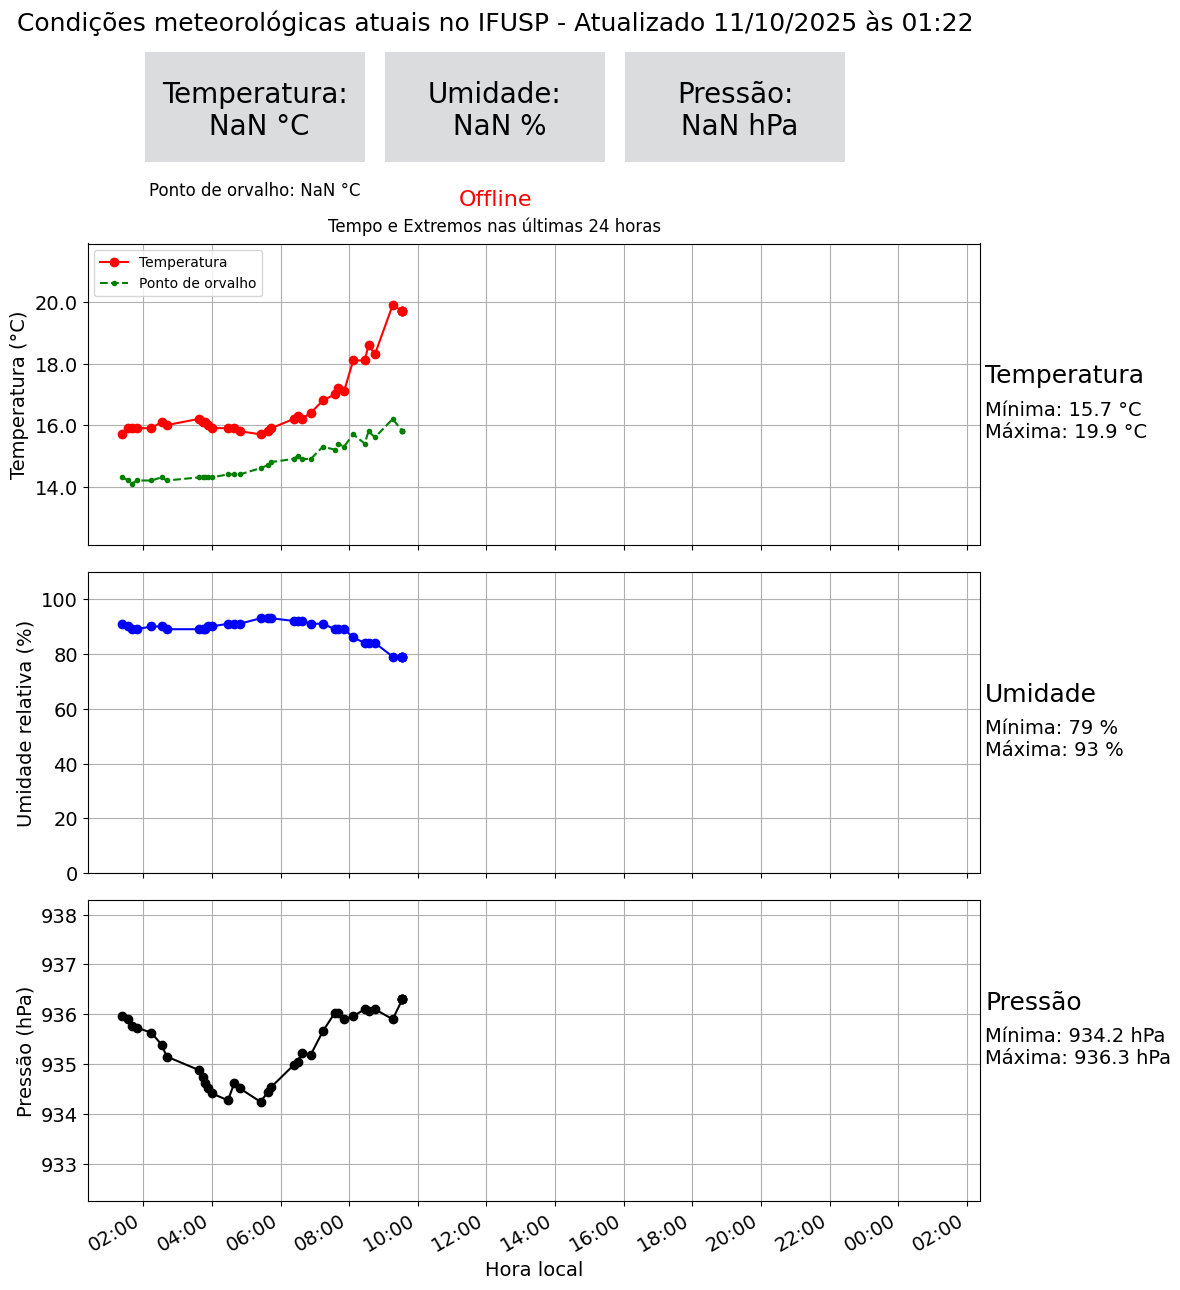 Condições meteorológicas atuais no IFUSP - Atualizado 11/10/2025 às 01:22
Temperatura:
NaN °C
Umidade:
NaN %
Pressão:
NaN hPa
Ponto de orvalho: NaN °C
Offline
Tempo e Extremos nas últimas 24 horas
Temperatura
Ponto de orvalho
Temperatura (°C)
20.0
18.0
16.0
14.0
Temperatura
Mínima: 15.7 °C
Máxima: 19.9 °C
Umidade relativa (%)
100
80
60
40
20
0
Umidade
Mínima: 79 %
Máxima: 93 %
Pressão (hPa)
938
937
936
935
934
933
Pressão
Mínima: 934.2 hPa
Máxima: 936.3 hPa
02:00 04:00 06:00 08:00 10:00 12:00 14:00 16:00 18:00 20:00 22:00 00:00 02:00
Hora local